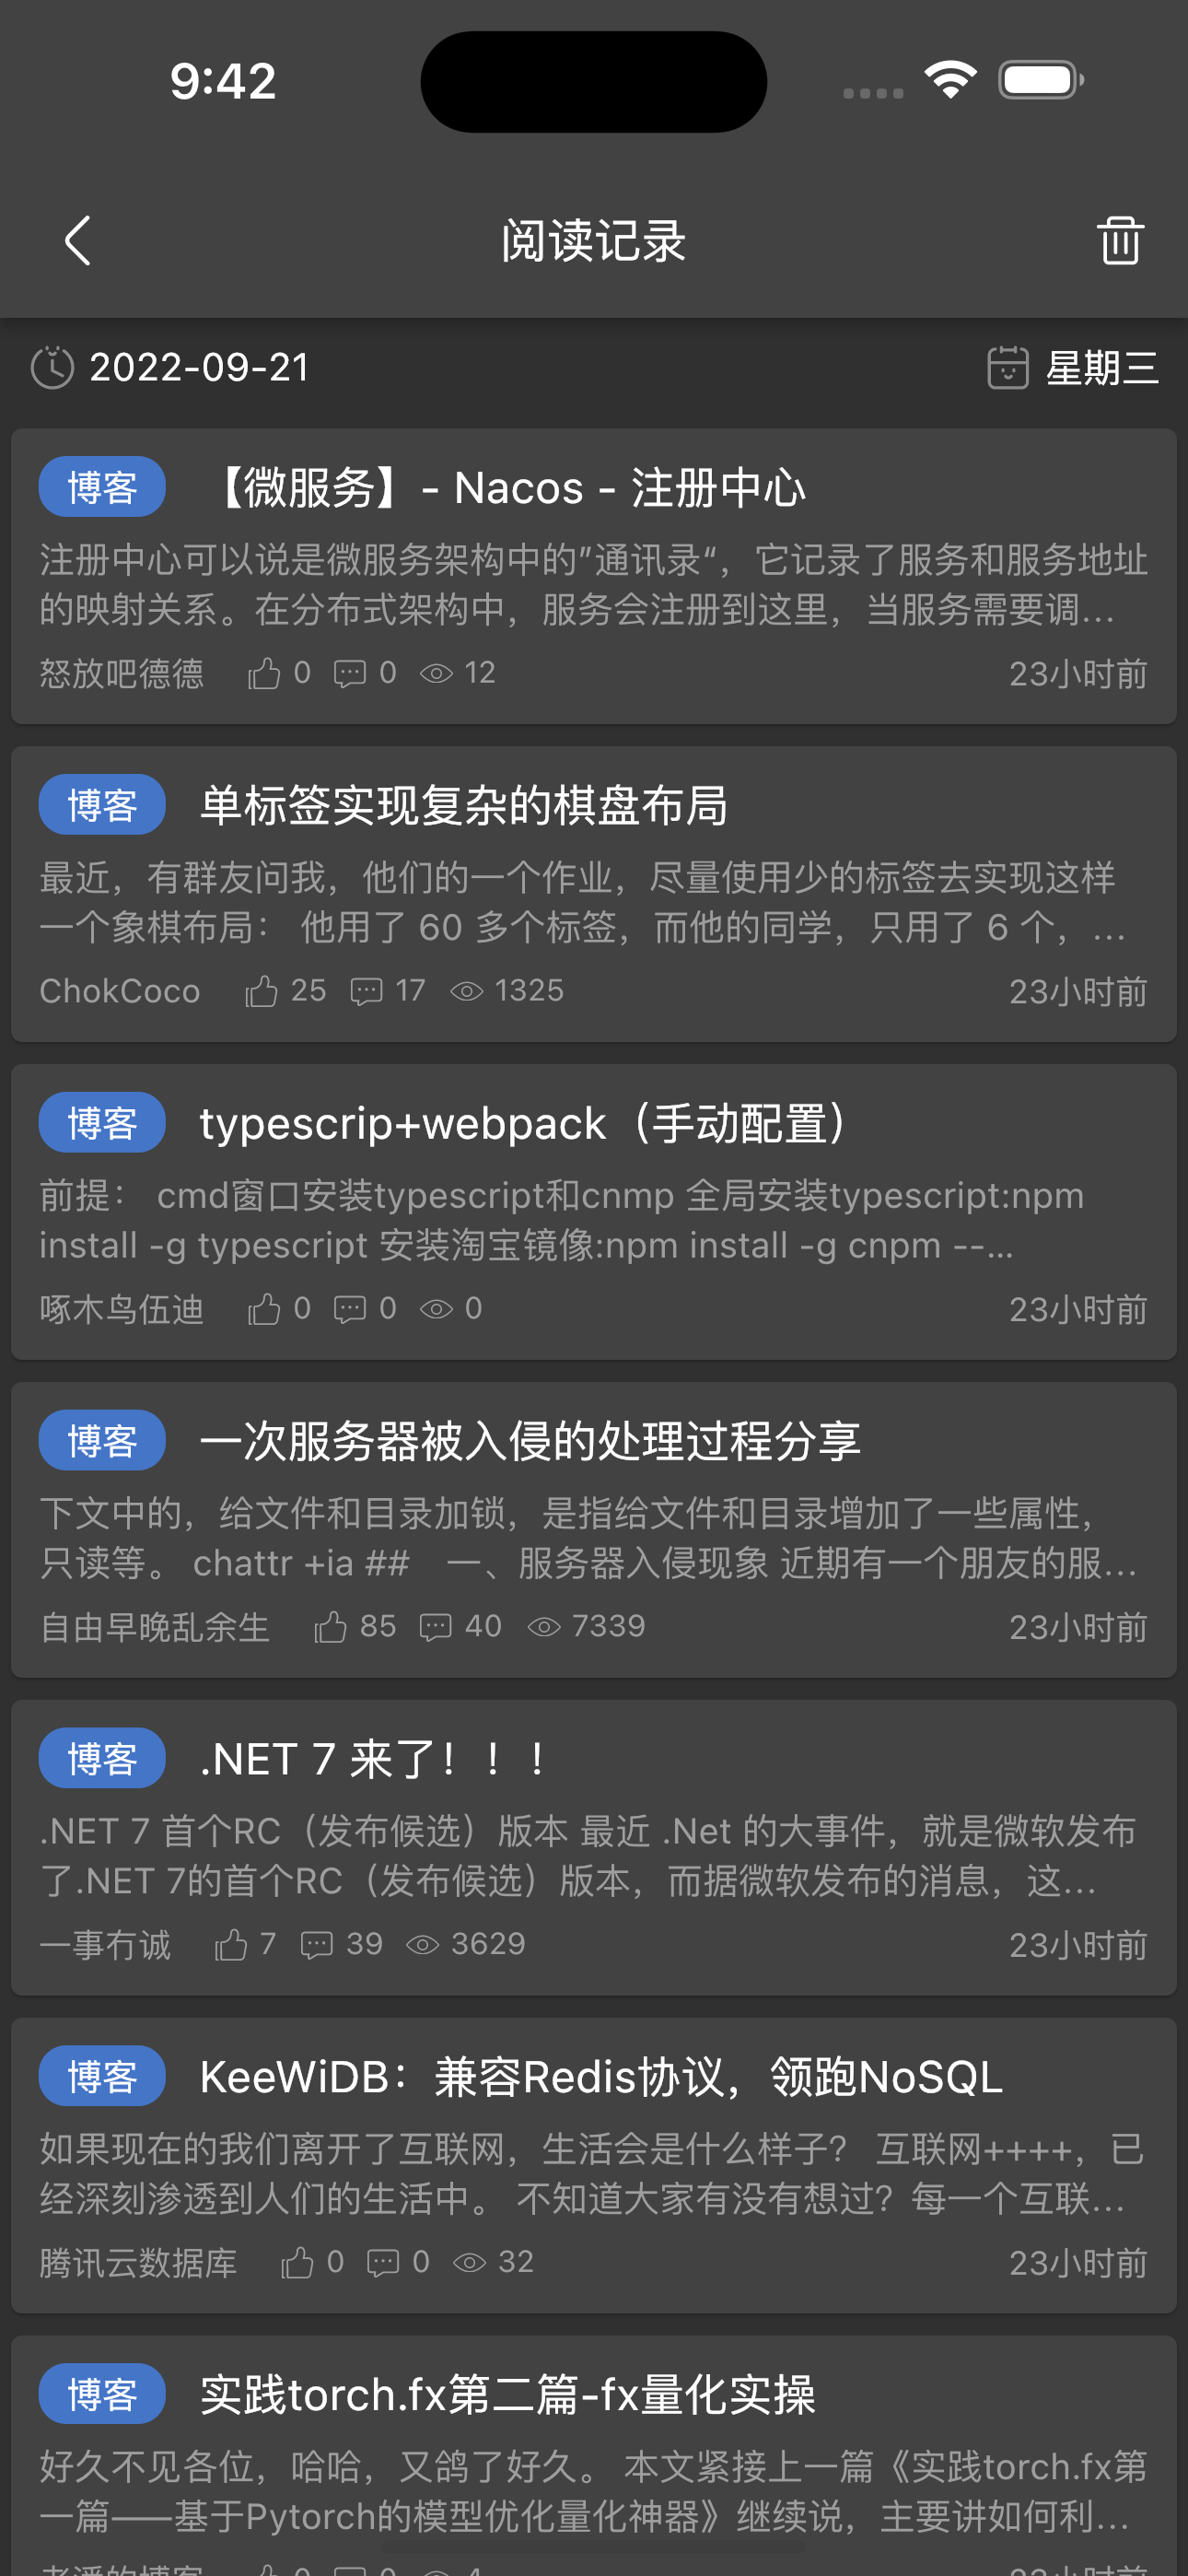 9:42
阅读记录
2022-09-21 星期三
博客 【微服务】- Nacos - 注册中心
注册中心可以说是微服务架构中的”通讯录“，它记录了服务和服务地址
的映射关系。在分布式架构中，服务会注册到这里，当服务需要调...
怒放吧德德 0 0 12 23小时前
博客 单标签实现复杂的棋盘布局
最近，有群友问我，他们的一个作业，尽量使用少的标签去实现这样
一个象棋布局： 他用了 60 多个标签，而他的同学，只用了 6 个，...
ChokCoco 25 17 1325 23小时前
博客 typescrip+webpack（手动配置）
前提： cmd窗口安装typescript和cnmp 全局安装typescript:npm
install -g typescript 安装淘宝镜像:npm install -g cnpm --...
啄木鸟伍迪 0 0 0 23小时前
博客 一次服务器被入侵的处理过程分享
下文中的，给文件和目录加锁，是指给文件和目录增加了一些属性，
只读等。 chattr +ia ## 一、服务器入侵现象 近期有一个朋友的服...
自由早晚乱余生 85 40 7339 23小时前
博客 .NET 7 来了！！！
.NET 7 首个RC（发布候选）版本 最近 .Net 的大事件，就是微软发布
了.NET 7的首个RC（发布候选）版本，而据微软发布的消息，这...
一事冇诚 7 39 3629 23小时前
博客 KeeWiDB：兼容Redis协议，领跑NoSQL
如果现在的我们离开了互联网，生活会是什么样子？ 互联网++++，已
经深刻渗透到人们的生活中。 不知道大家有没有想过？每一个互联...
腾讯云数据库 0 0 32 23小时前
博客 实践torch.fx第二篇-fx量化实操
好久不见各位，哈哈，又鸽了好久。 本文紧接上一篇《实践torch.fx第
一篇——基于Pytorch的模型优化量化神器》继续说，主要讲如何利...